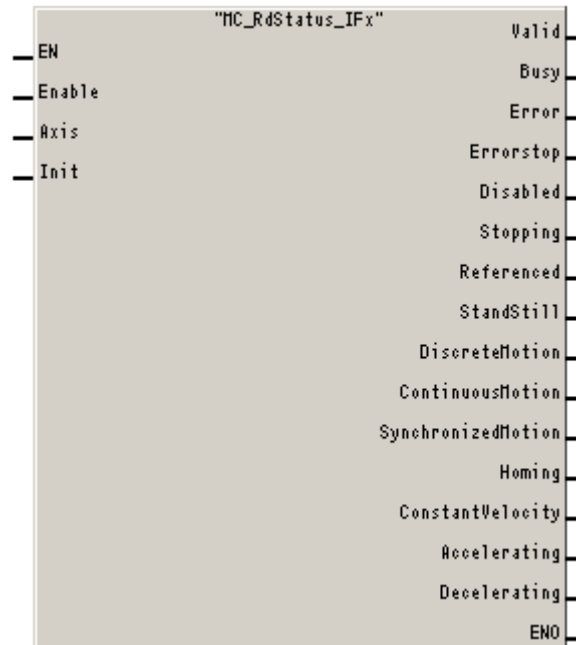 "MC_RdStatus_IFx"
Valid
EN
Busy
Enable
Error
Axis
Errorstop
Init
Disabled
Stopping
Referenced
StandStill
DiscreteMotion
ContinuousMotion
SynchronizedMotion
Homing
ConstantVelocity
Accelerating
Decelerating
ENO